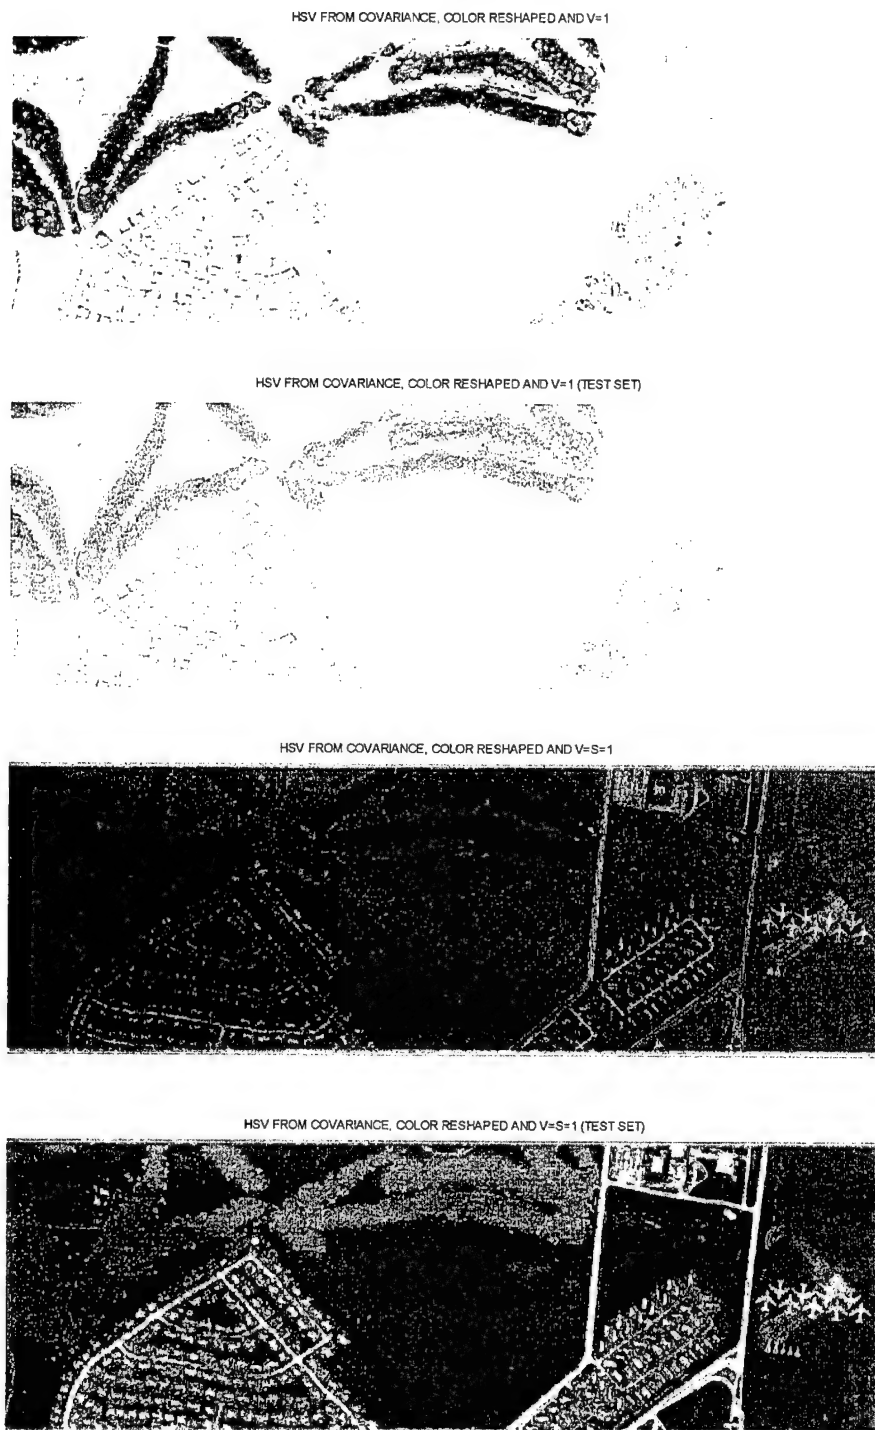 HSV FROM COVARIANCE, COLOR RESHAPED AND V=1
HSV FROM COVARIANCE, COLOR RESHAPED AND V=1 (TEST SET)
HSV FROM COVARIANCE, COLOR RESHAPED AND V=S=1
HSV FROM COVARIANCE, COLOR RESHAPED AND V=S=1 (TEST SET)